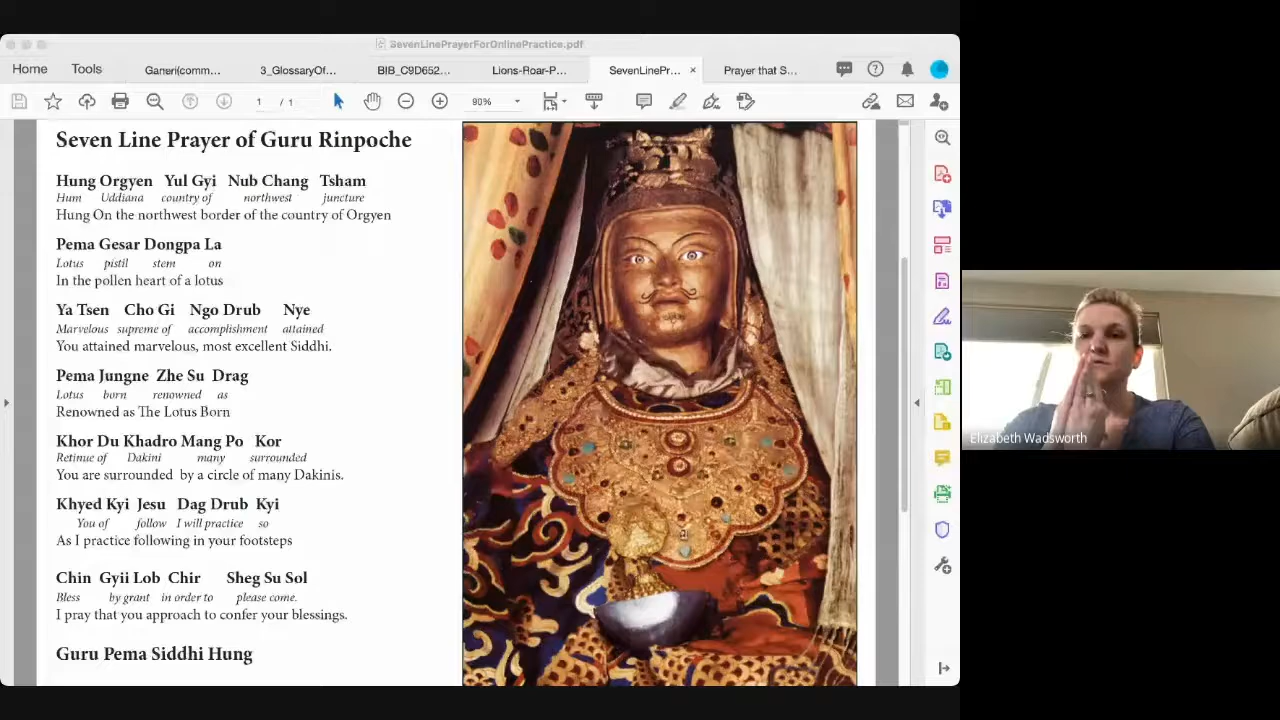 SevenLinePrayerForOnlinePractice.pdf
Home Tools Ganeri(comm... 3_GlossaryOf... BIB_C9D652... Lions-Roar-P... SevenLinePr... × Prayer that S...
1 / 1 90%
Seven Line Prayer of Guru Rinpoche
Hung Orgyen Yul Gyi Nub Chang Tsham
Hum Uddiana country of northwest juncture
Hung On the northwest border of the country of Orgyen
Pema Gesar Dongpa La
Lotus pistil stem on
In the pollen heart of a lotus
Ya Tsen Cho Gi Ngo Drub Nye
Marvelous supreme of accomplishment attained
You attained marvelous, most excellent Siddhi.
Pema Jungne Zhe Su Drag
Lotus born renowned as
Renowned as The Lotus Born
Khor Du Khadro Mang Po Kor
Retinue of Dakini many surrounded
You are surrounded by a circle of many Dakinis.
Khyed Kyi Jesu Dag Drub Kyi
You of follow I will practice so
As I practice following in your footsteps
Chin Gyii Lob Chir Sheg Su Sol
Bless by grant in order to please come.
I pray that you approach to confer your blessings.
Guru Pema Siddhi Hung
Elizabeth Wadsworth